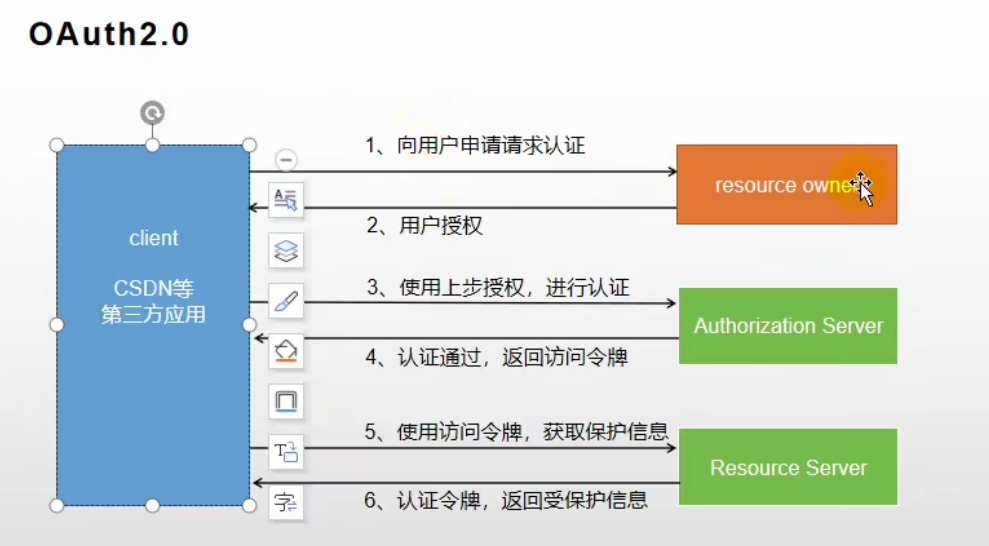 OAuth2.0
1、向用户申请请求认证
resource owner
2、用户授权
client
CSDN等
第三方应用
3、使用上步授权，进行认证
Authorization Server
4、认证通过，返回访问令牌
5、使用访问令牌，获取保护信息
Resource Server
6、认证令牌，返回受保护信息
A
T
字